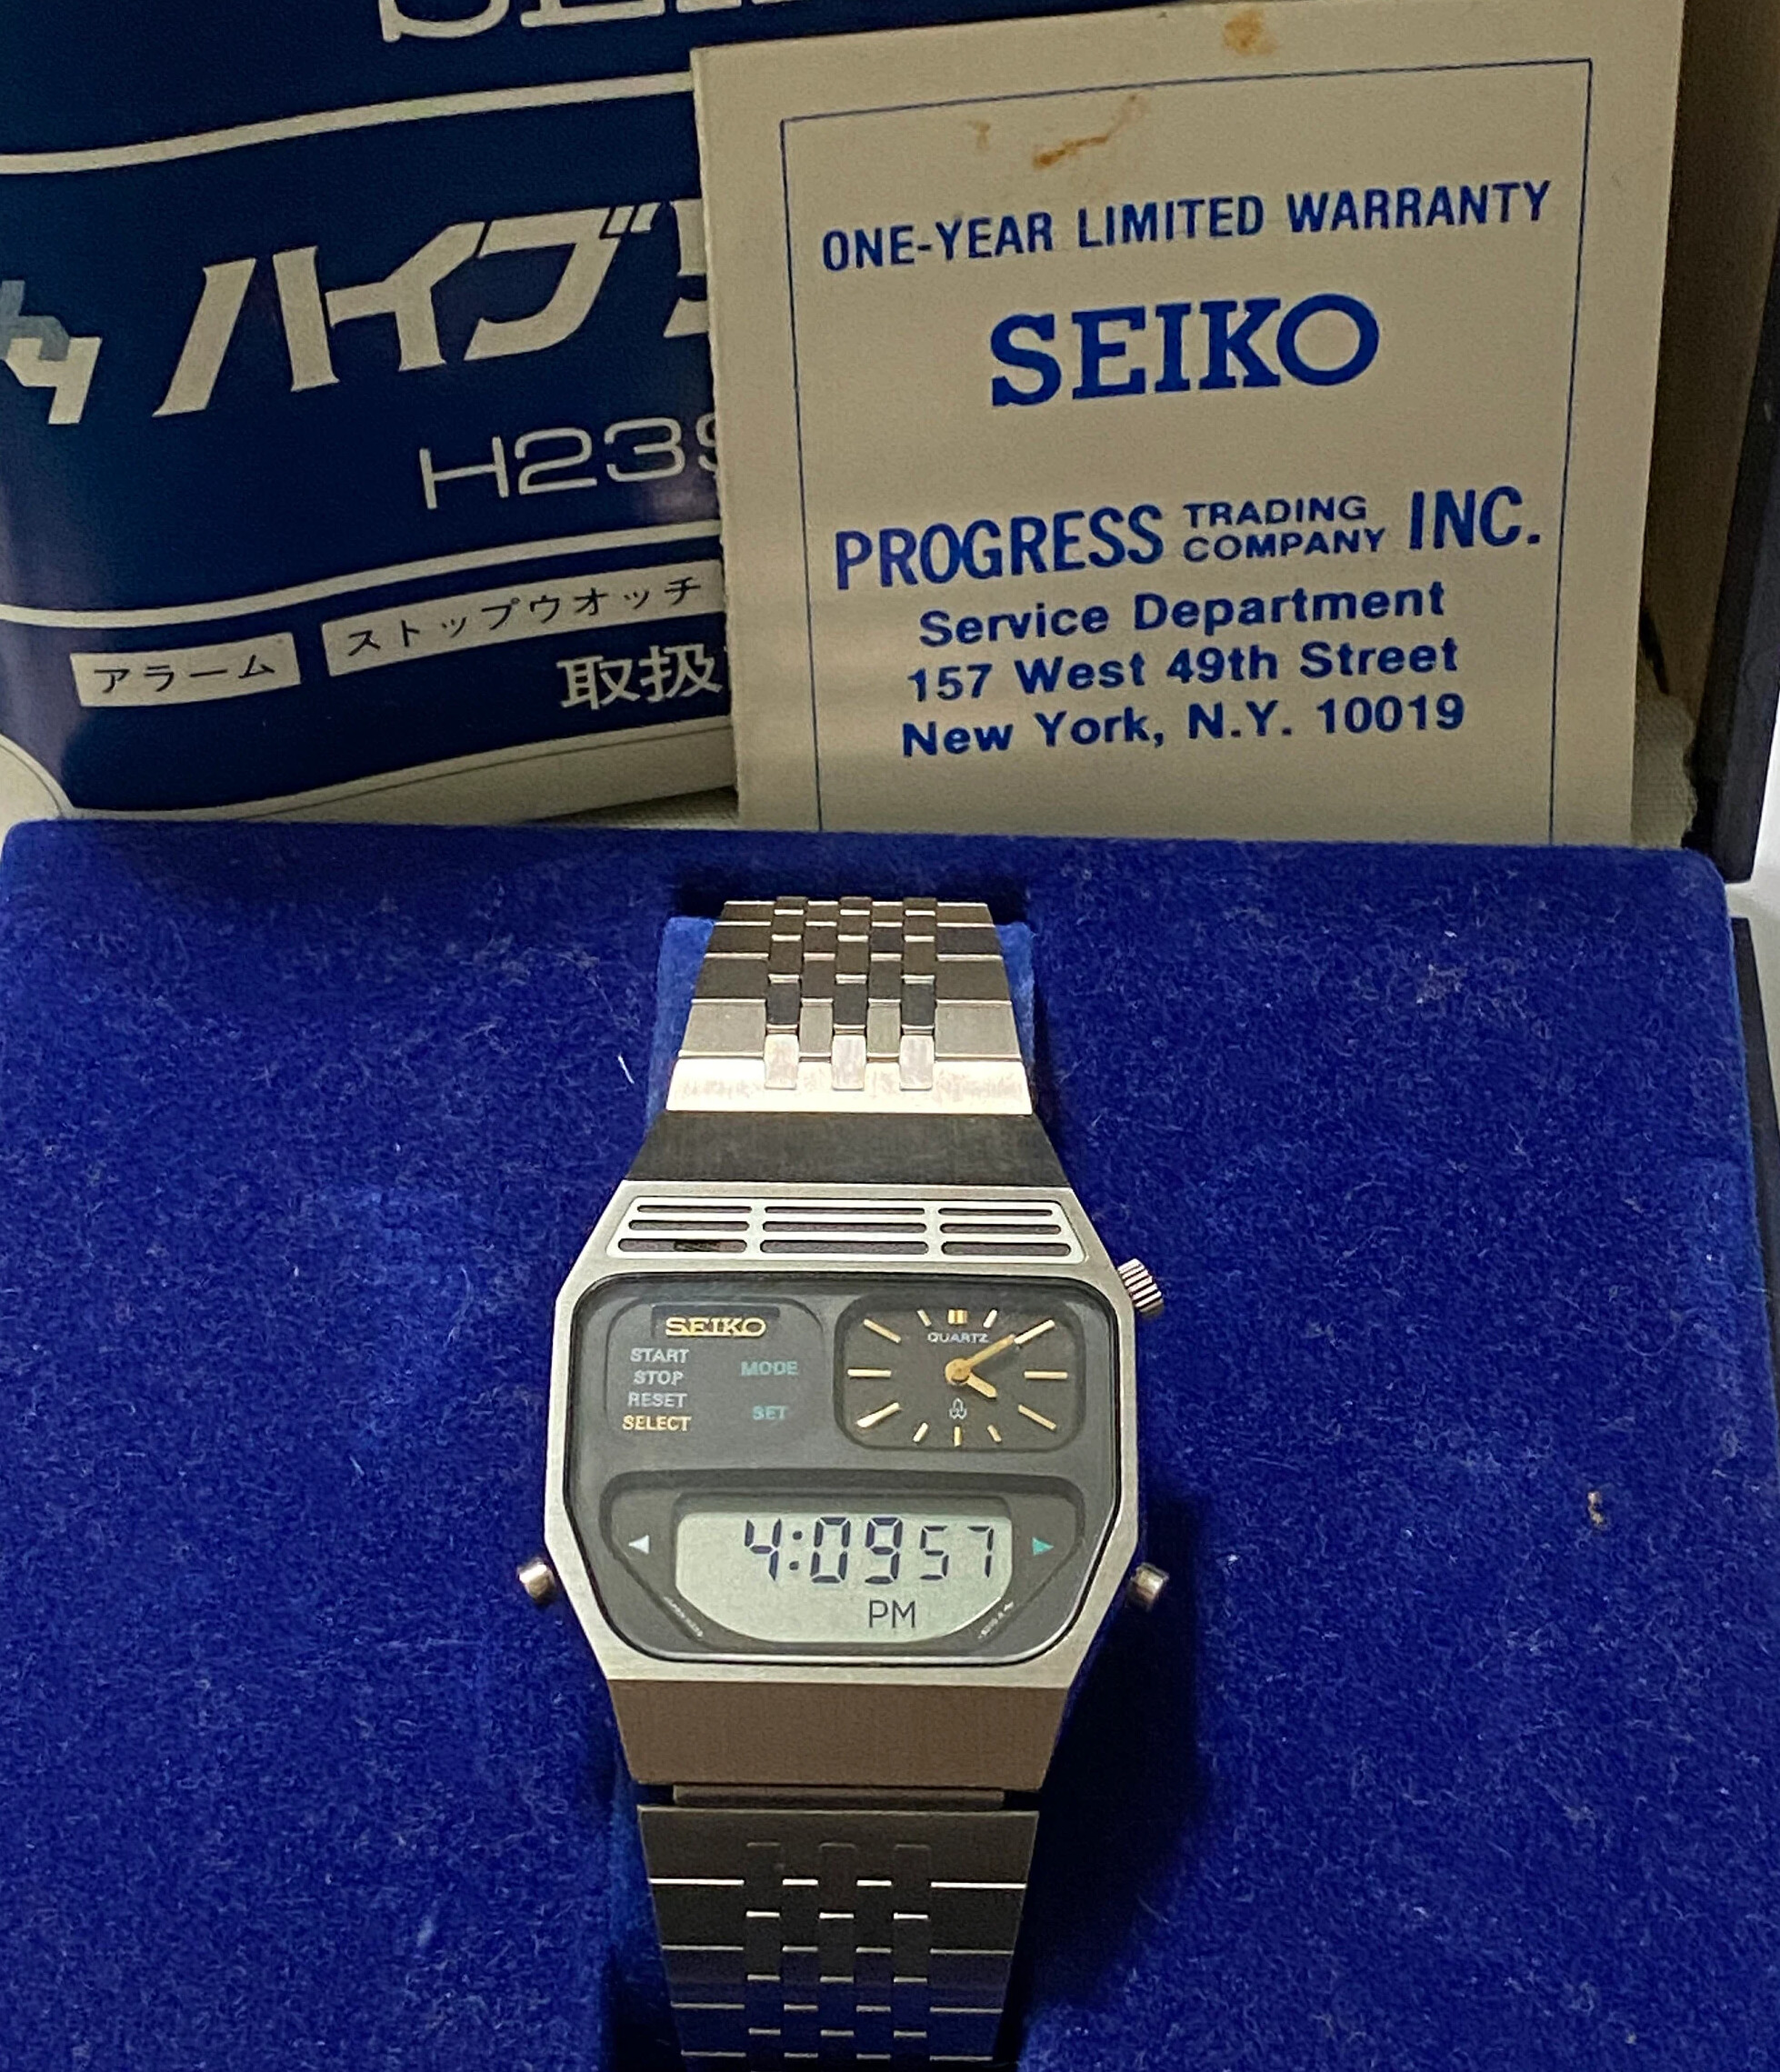 ハイブ
H23
アラーム
ストップウオッチ
取扱
ONE-YEAR LIMITED WARRANTY
SEIKO
PROGRESS TRADING COMPANY INC.
Service Department
157 West 49th Street
New York, N.Y. 10019
SEIKO
START
STOP
RESET
SELECT
MODE
SET
QUARTZ
4:09 57
PM